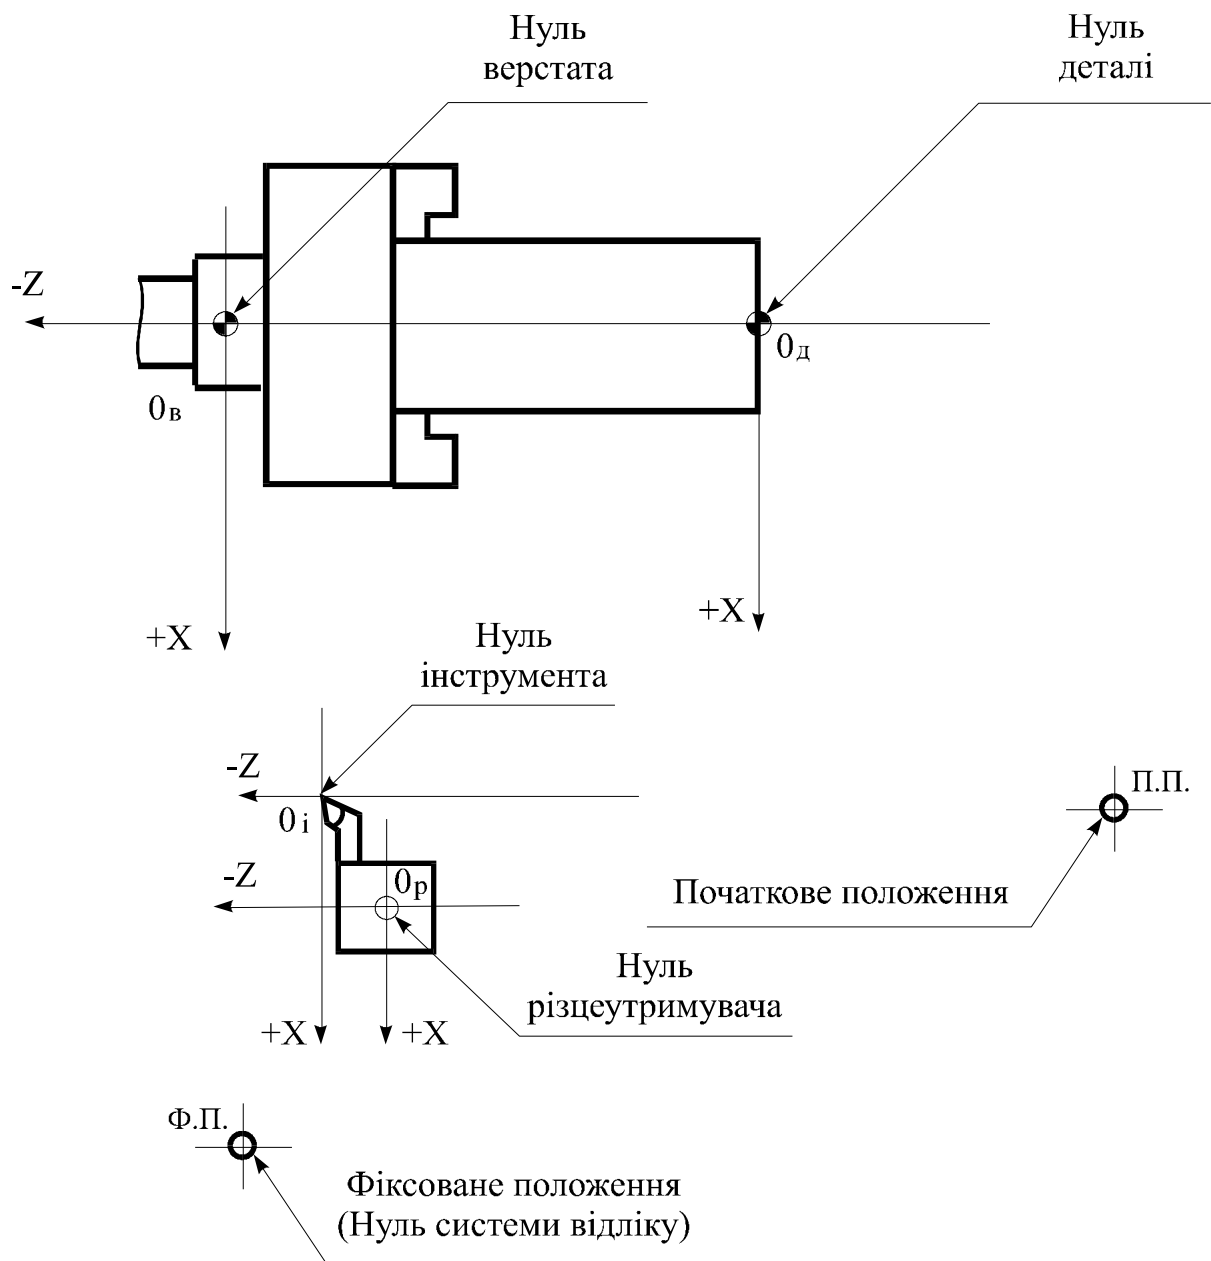 Нуль
верстата
Нуль
деталі
-Z
0д
0в
+X
+X
Нуль
інструмента
-Z
0і
П.П.
-Z
0р
Початкове положення
Нуль
різцеутримувача
+X
+X
Ф.П.
Фіксоване положення
(Нуль системи відліку)